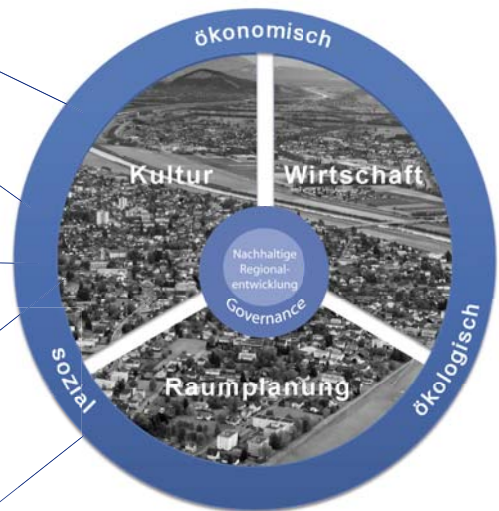 ökonomisch
Kultur
Wirtschaft
Nachhaltige
Regional-
entwicklung
Governance
sozial
Raumplanung
ökologisch